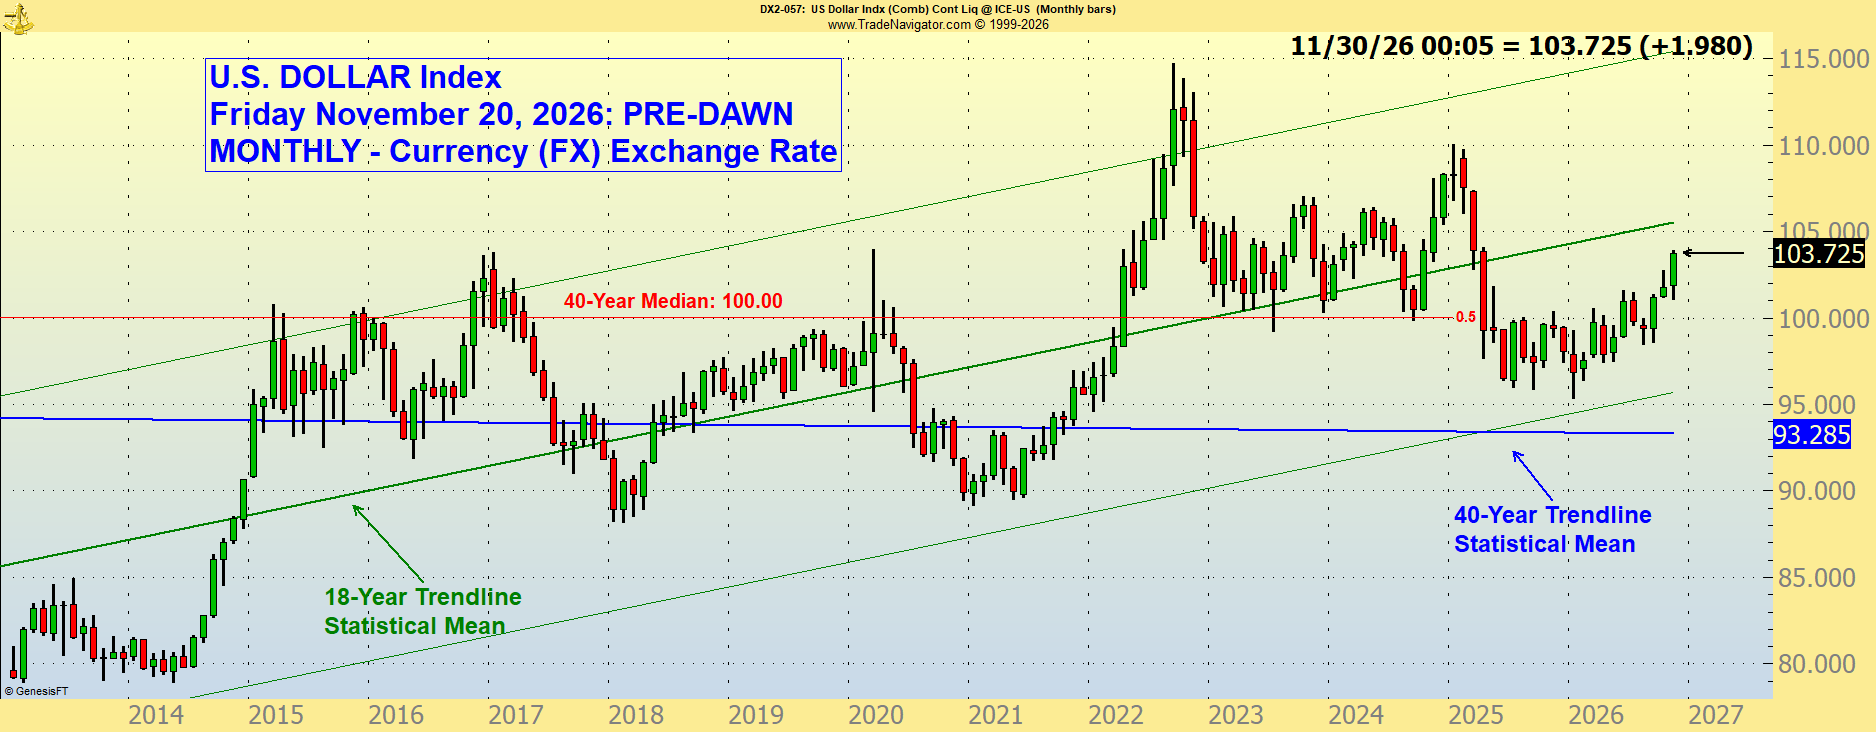 DX2-057: US Dollar Indx (Comb) Cont Liq @ ICE-US (Monthly bars)
www.TradeNavigator.com © 1999-2026
11/30/26 00:05 = 103.725 (+1.980)
U.S. DOLLAR Index
Friday November 20, 2026: PRE-DAWN
MONTHLY - Currency (FX) Exchange Rate
115.000
110.000
105.000
103.725
40-Year Median: 100.00
0.5
100.000
95.000
93.285
90.000
40-Year Trendline
Statistical Mean
85.000
18-Year Trendline
Statistical Mean
80.000
© GenesisFT
2014 2015 2016 2017 2018 2019 2020 2021 2022 2023 2024 2025 2026 2027